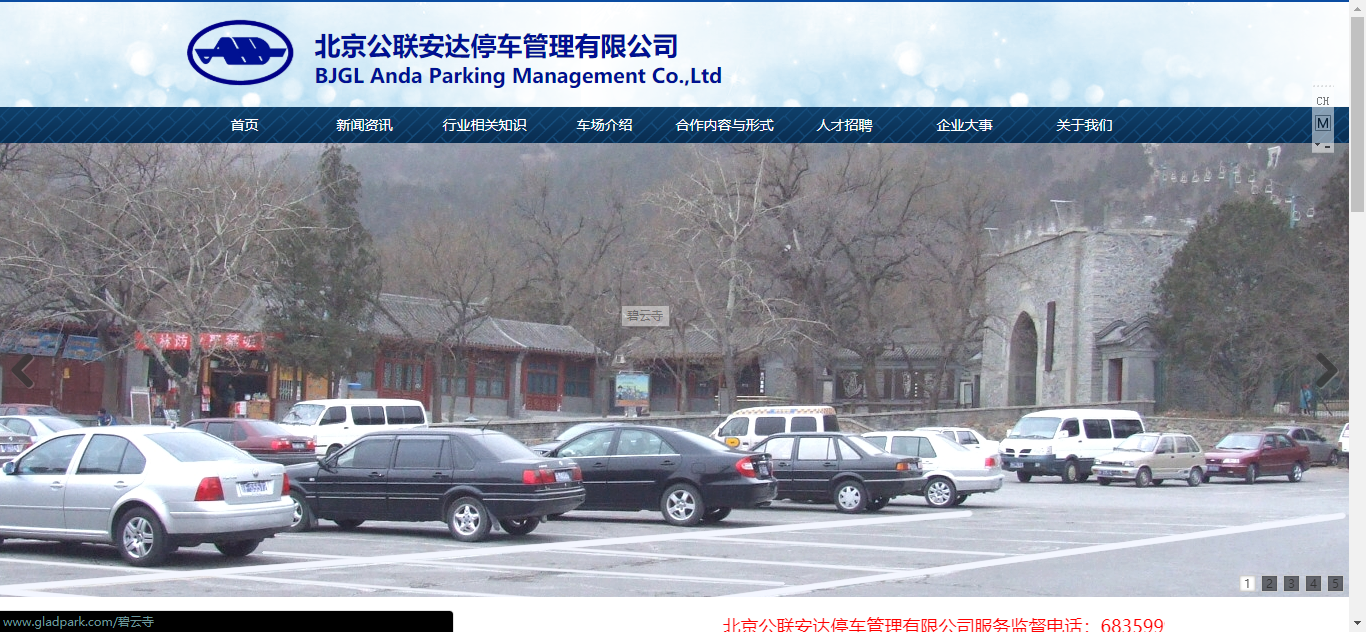 北京公联安达停车管理有限公司
BJGL Anda Parking Management Co.,Ltd
CH
M
首页 新闻资讯 行业相关知识 车场介绍 合作内容与形式 人才招聘 企业大事 关于我们
碧云寺
1 2 3 4 5
www.gladpark.com/碧云寺
北京公联安达停车管理有限公司服务监督电话：683599